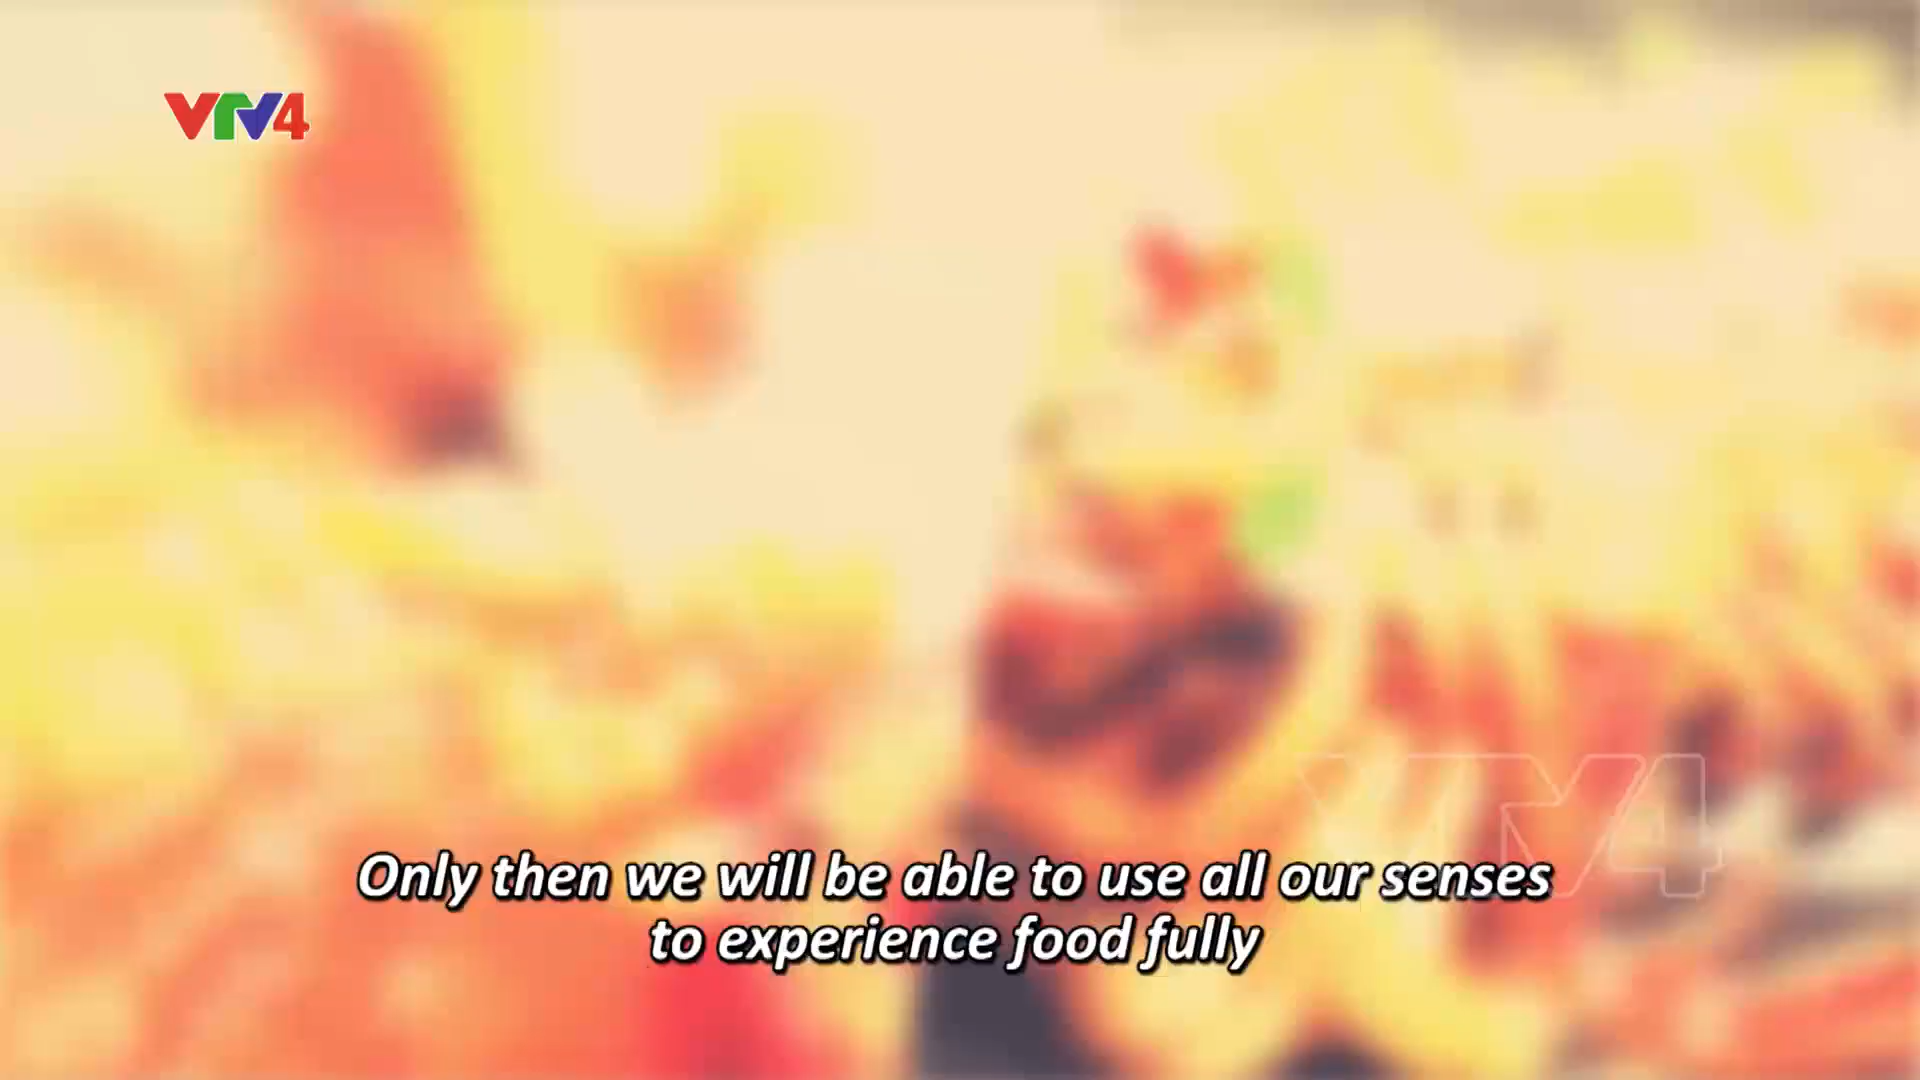 VTV4
Only then we will be able to use all our senses
to experience food fully
VTV4